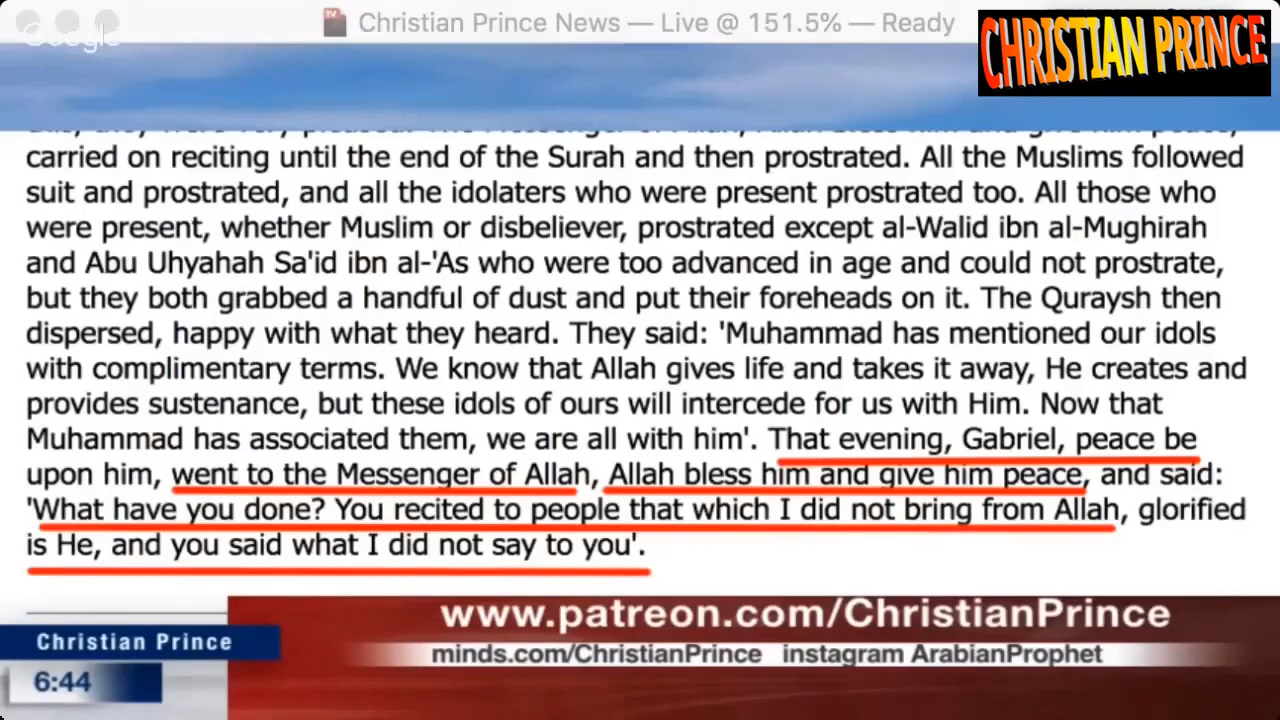 Christian Prince News — Live @ 151.5% — Ready
Google
CHRISTIAN PRINCE
carried on reciting until the end of the Surah and then prostrated. All the Muslims followed
suit and prostrated, and all the idolaters who were present prostrated too. All those who
were present, whether Muslim or disbeliever, prostrated except al-Walid ibn al-Mughirah
and Abu Uhyahah Sa'id ibn al-'As who were too advanced in age and could not prostrate,
but they both grabbed a handful of dust and put their foreheads on it. The Quraysh then
dispersed, happy with what they heard. They said: 'Muhammad has mentioned our idols
with complimentary terms. We know that Allah gives life and takes it away, He creates and
provides sustenance, but these idols of ours will intercede for us with Him. Now that
Muhammad has associated them, we are all with him'. That evening, Gabriel, peace be
upon him, went to the Messenger of Allah, Allah bless him and give him peace, and said:
'What have you done? You recited to people that which I did not bring from Allah, glorified
is He, and you said what I did not say to you'.
www.patreon.com/ChristianPrince
Christian Prince
minds.com/ChristianPrince instagram ArabianProphet
6:44